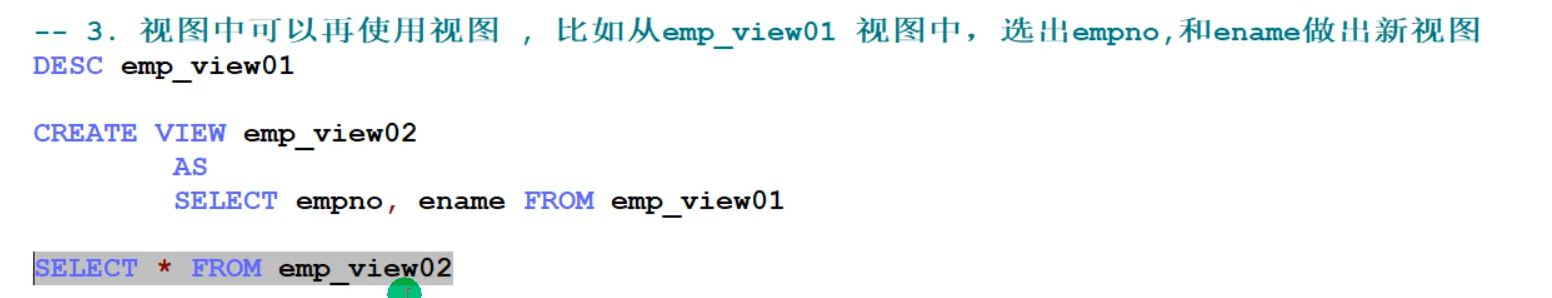 -- 3. 视图中可以再使用视图 , 比如从emp_view01 视图中，选出empno,和ename做出新视图
DESC emp_view01
CREATE VIEW emp_view02
AS
SELECT empno, ename FROM emp_view01
SELECT * FROM emp_view02